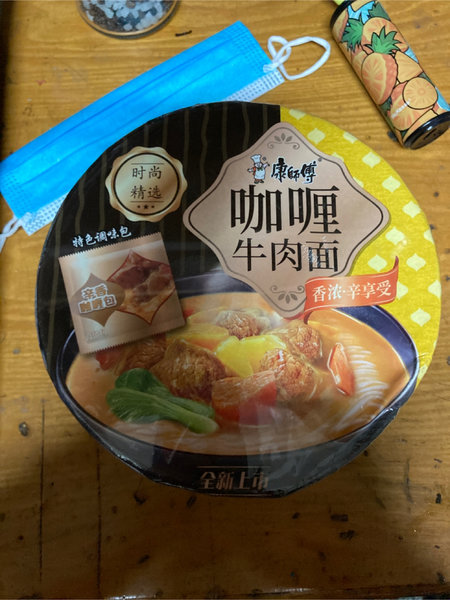 时尚
精选
康师傅
咖喱
牛肉面
香浓·辛享受
特色调味包
全新上市